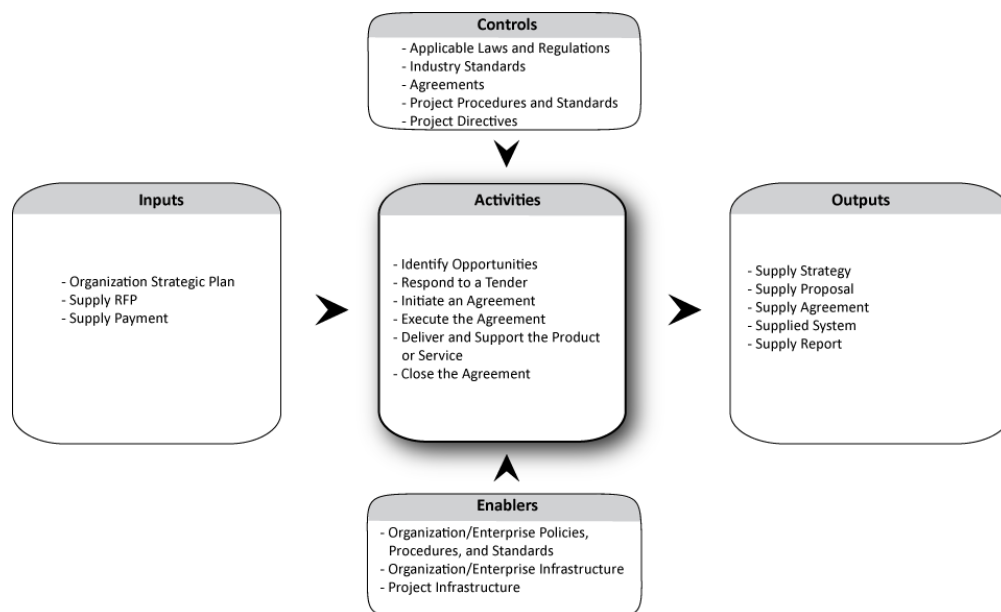 Controls
- Applicable Laws and Regulations
- Industry Standards
- Agreements
- Project Procedures and Standards
- Project Directives
Inputs
- Organization Strategic Plan
- Supply RFP
- Supply Payment
Activities
- Identify Opportunities
- Respond to a Tender
- Initiate an Agreement
- Execute the Agreement
- Deliver and Support the Product
or Service
- Close the Agreement
Outputs
- Supply Strategy
- Supply Proposal
- Supply Agreement
- Supplied System
- Supply Report
Enablers
- Organization/Enterprise Policies,
Procedures, and Standards
- Organization/Enterprise Infrastructure
- Project Infrastructure